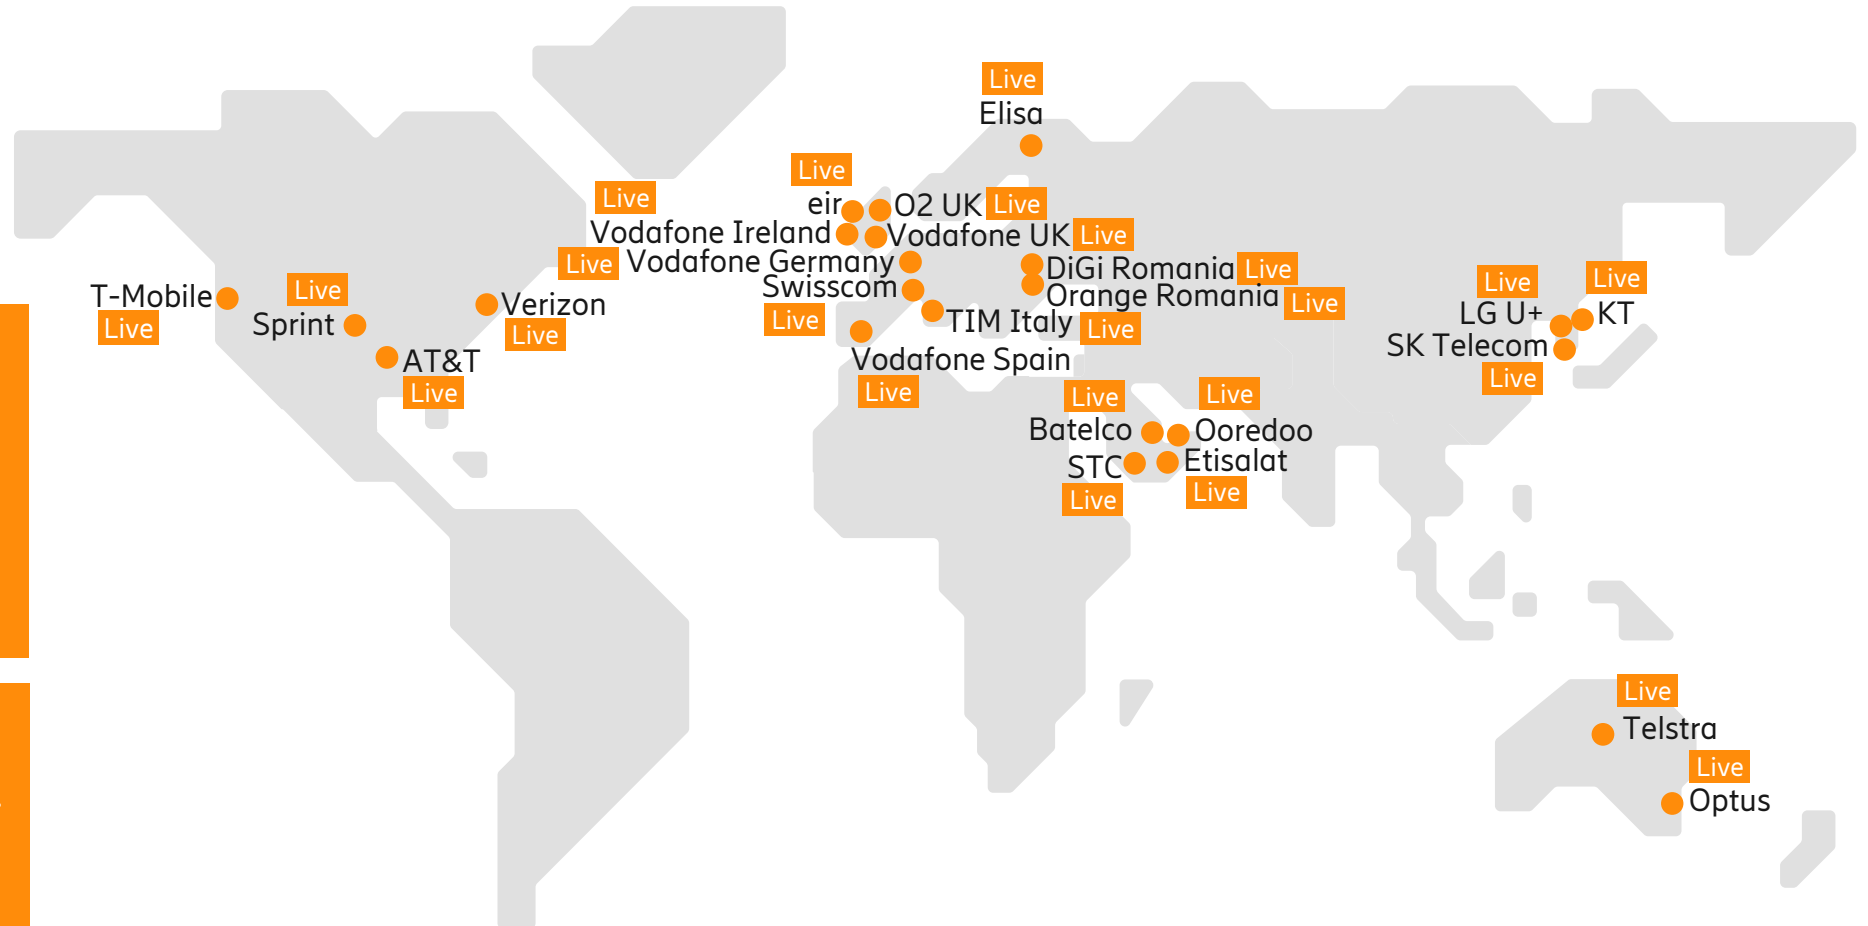 Live
Elisa
Live
eir
O2 UK
Live
Live
Vodafone Ireland
Vodafone UK
Live
Live
Vodafone Germany
DiGi Romania
Live
Swisscom
Orange Romania
Live
Live
TIM Italy
Live
Vodafone Spain
Live
T-Mobile
Live
Live
Sprint
Verizon
Live
AT&T
Live
Live
Live
LG U+
KT
SK Telecom
Live
Live
Live
Batelco
Ooredoo
STC
Etisalat
Live
Live
Live
Telstra
Live
Optus